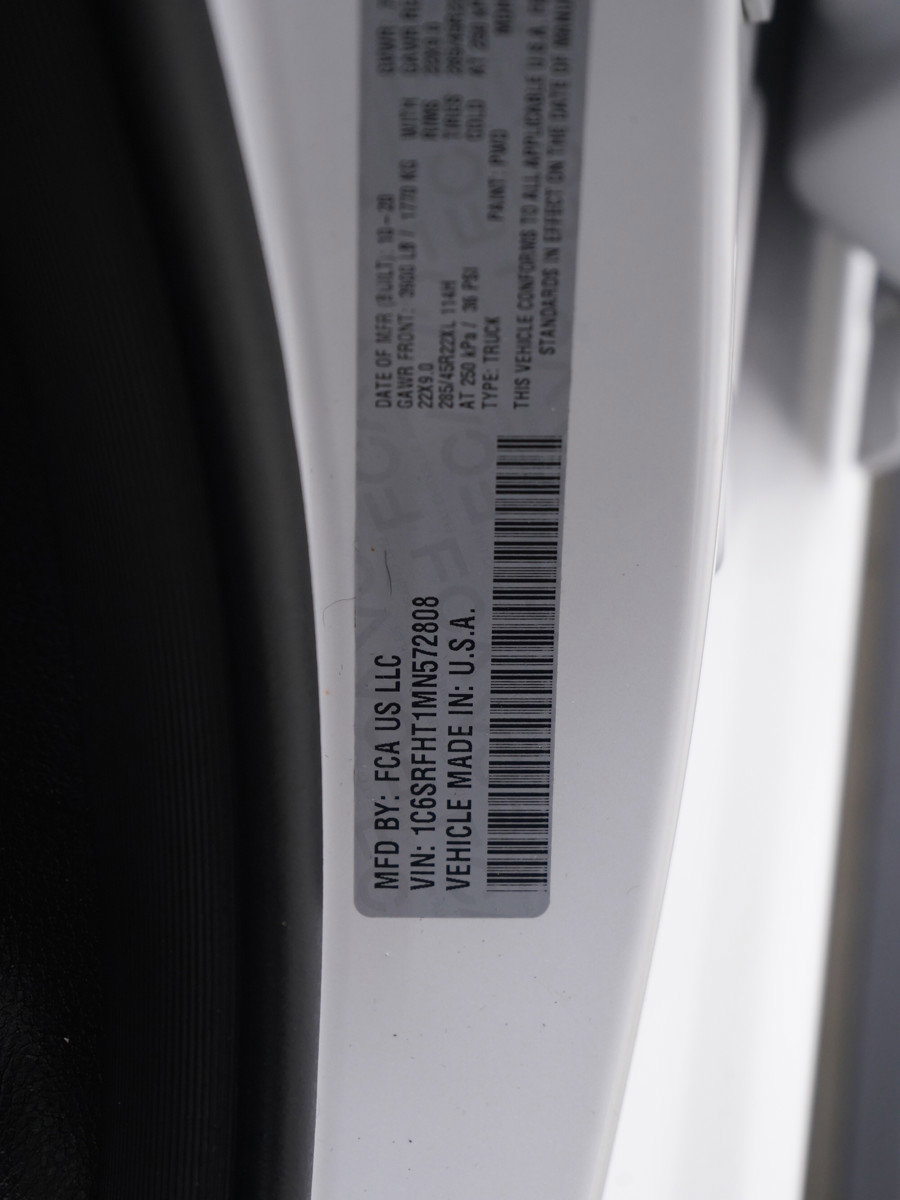 MFD BY: FCA US LLC
VIN: 1C6SRFHT1MN572808
VEHICLE MADE IN: U.S.A.
DATE OF MFR (BUILT): 10-20
GAWR FRONT: 3900 LB / 1770 KG WITH
22X9.0 RIMS
285/45R22XL 114H TIRES
AT 250 kPa / 36 PSI COLD
TYPE: TRUCK PAINT: PW7
THIS VEHICLE CONFORMS TO ALL APPLICABLE U.S.A.
STANDARDS IN EFFECT ON THE DATE OF